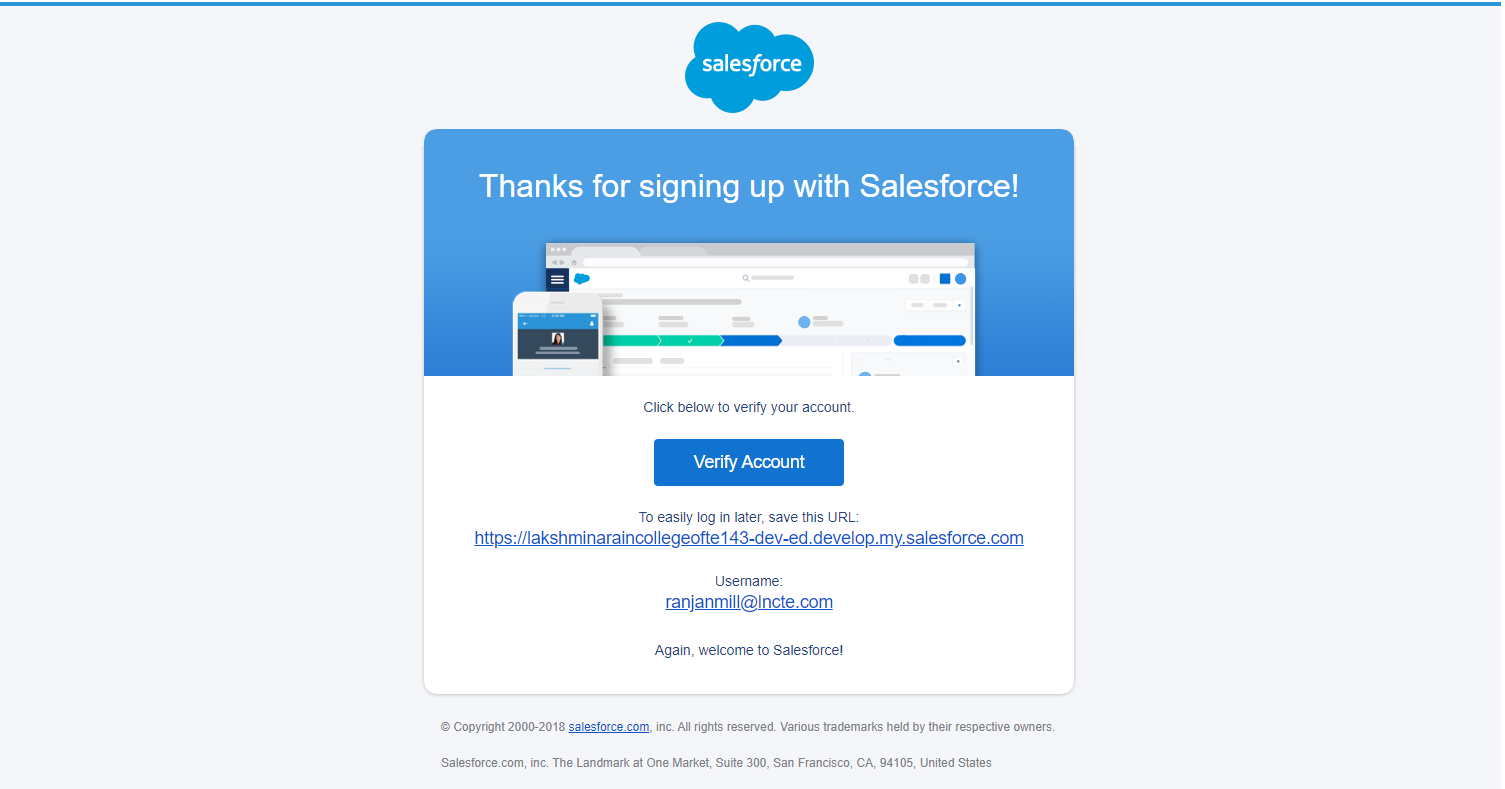 salesforce
Thanks for signing up with Salesforce!
Click below to verify your account.
Verify Account
To easily log in later, save this URL:
https://lakshminaraincollegeofte143-dev-ed.develop.my.salesforce.com
Username:
ranjanmill@lncte.com
Again, welcome to Salesforce!
© Copyright 2000-2018 salesforce.com, inc. All rights reserved. Various trademarks held by their respective owners.
Salesforce.com, inc. The Landmark at One Market, Suite 300, San Francisco, CA, 94105, United States